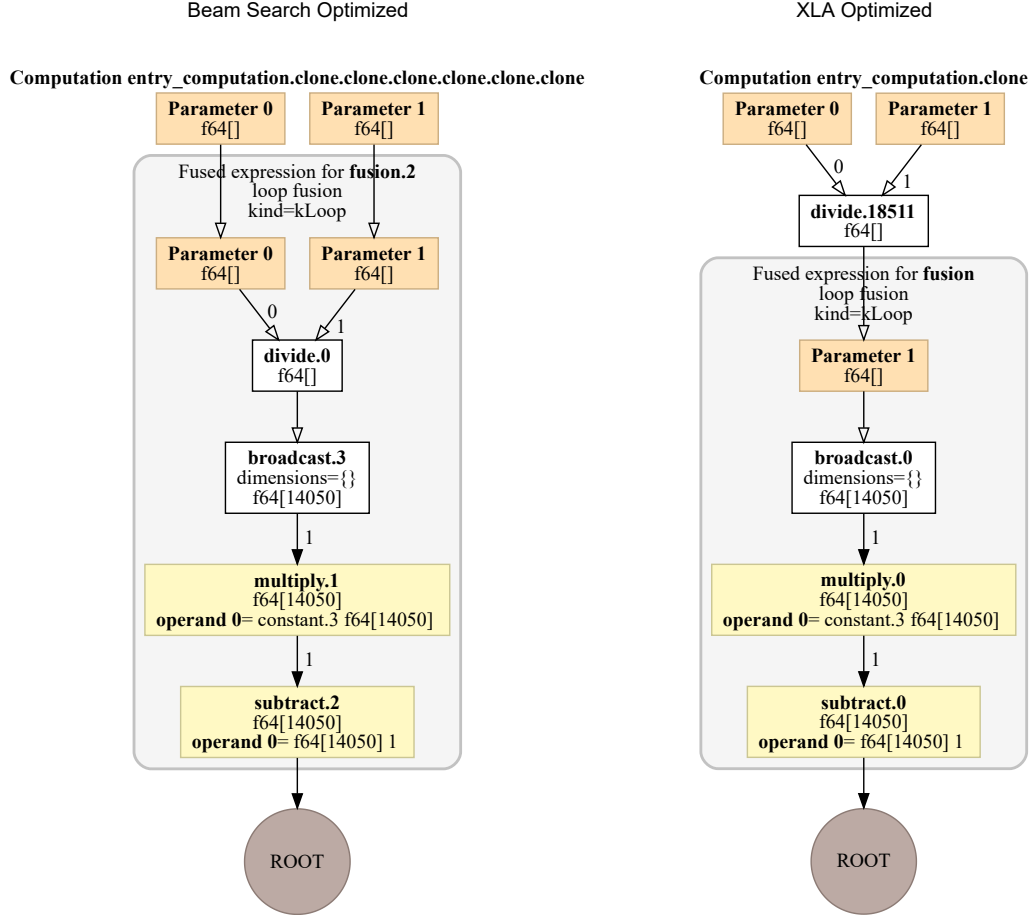 Beam Search Optimized
Computation entry_computation.clone.clone.clone.clone.clone.clone
Parameter 0
f64[]
Parameter 1
f64[]
Fused expression for fusion.2
loop fusion
kind=kLoop
Parameter 0
f64[]
Parameter 1
f64[]
0
1
divide.0
f64[]
broadcast.3
dimensions={}
f64[14050]
1
multiply.1
f64[14050]
operand 0= constant.3 f64[14050]
1
subtract.2
f64[14050]
operand 0= f64[14050] 1
ROOT
XLA Optimized
Computation entry_computation.clone
Parameter 0
f64[]
Parameter 1
f64[]
0
1
divide.18511
f64[]
Fused expression for fusion
loop fusion
kind=kLoop
Parameter 1
f64[]
broadcast.0
dimensions={}
f64[14050]
1
multiply.0
f64[14050]
operand 0= constant.3 f64[14050]
1
subtract.0
f64[14050]
operand 0= f64[14050] 1
ROOT